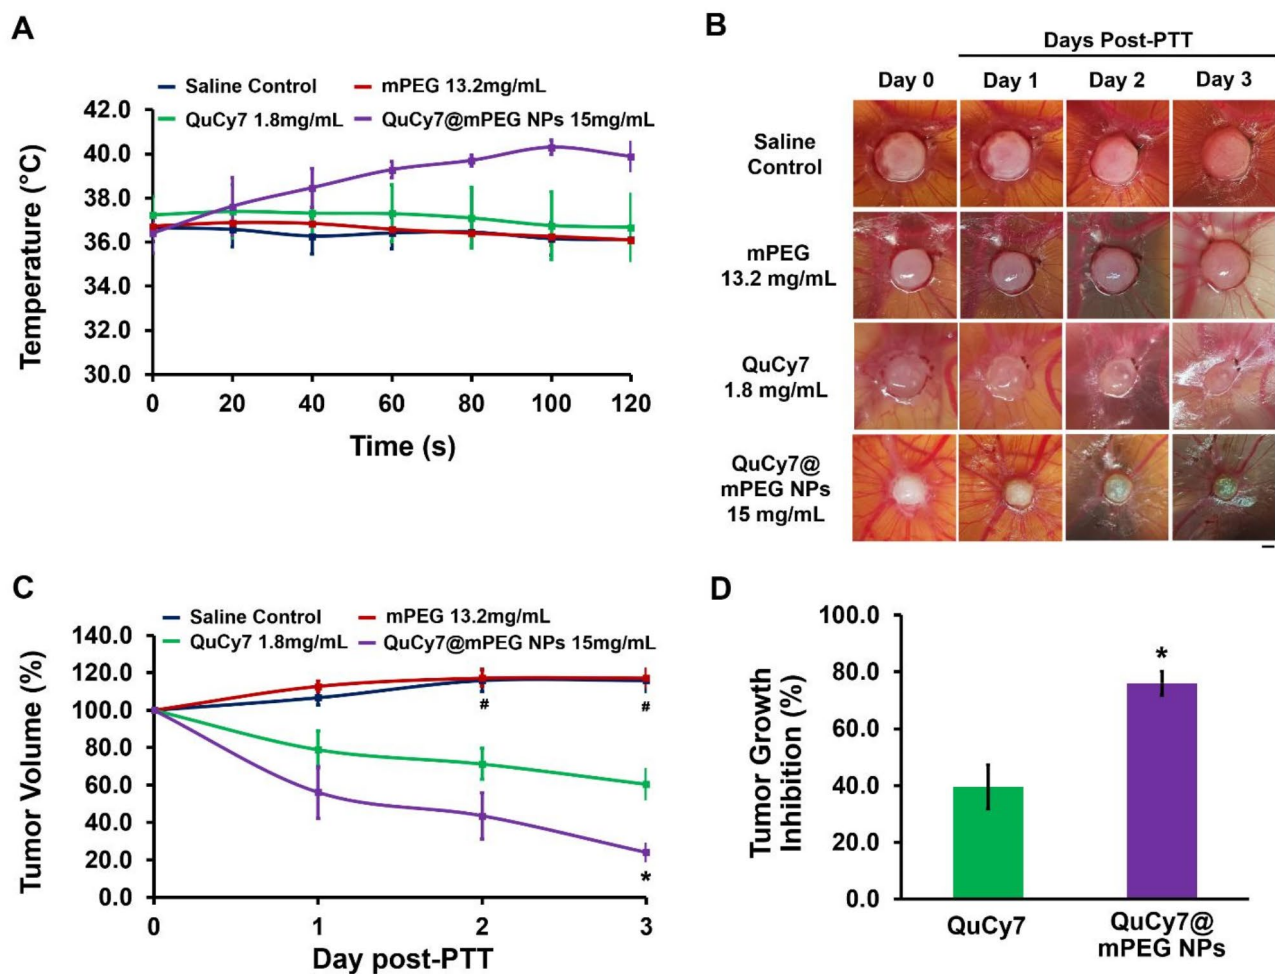 A
Saline Control
mPEG 13.2mg/mL
QuCy7 1.8mg/mL
QuCy7@mPEG NPs 15mg/mL
Temperature (°C)
42.0
40.0
38.0
36.0
34.0
32.0
30.0
0 20 40 60 80 100 120
Time (s)
B
Days Post-PTT
Day 0 Day 1 Day 2 Day 3
Saline
Control
mPEG
13.2 mg/mL
QuCy7
1.8 mg/mL
QuCy7@
mPEG NPs
15 mg/mL
C
Saline Control
mPEG 13.2mg/mL
QuCy7 1.8mg/mL
QuCy7@mPEG NPs 15mg/mL
Tumor Volume (%)
140.0
120.0
100.0
80.0
60.0
40.0
20.0
0.0
# #
*
0 1 2 3
Day post-PTT
D
Tumor Growth
Inhibition (%)
100.0
80.0
60.0
40.0
20.0
0.0
*
QuCy7
QuCy7@
mPEG NPs